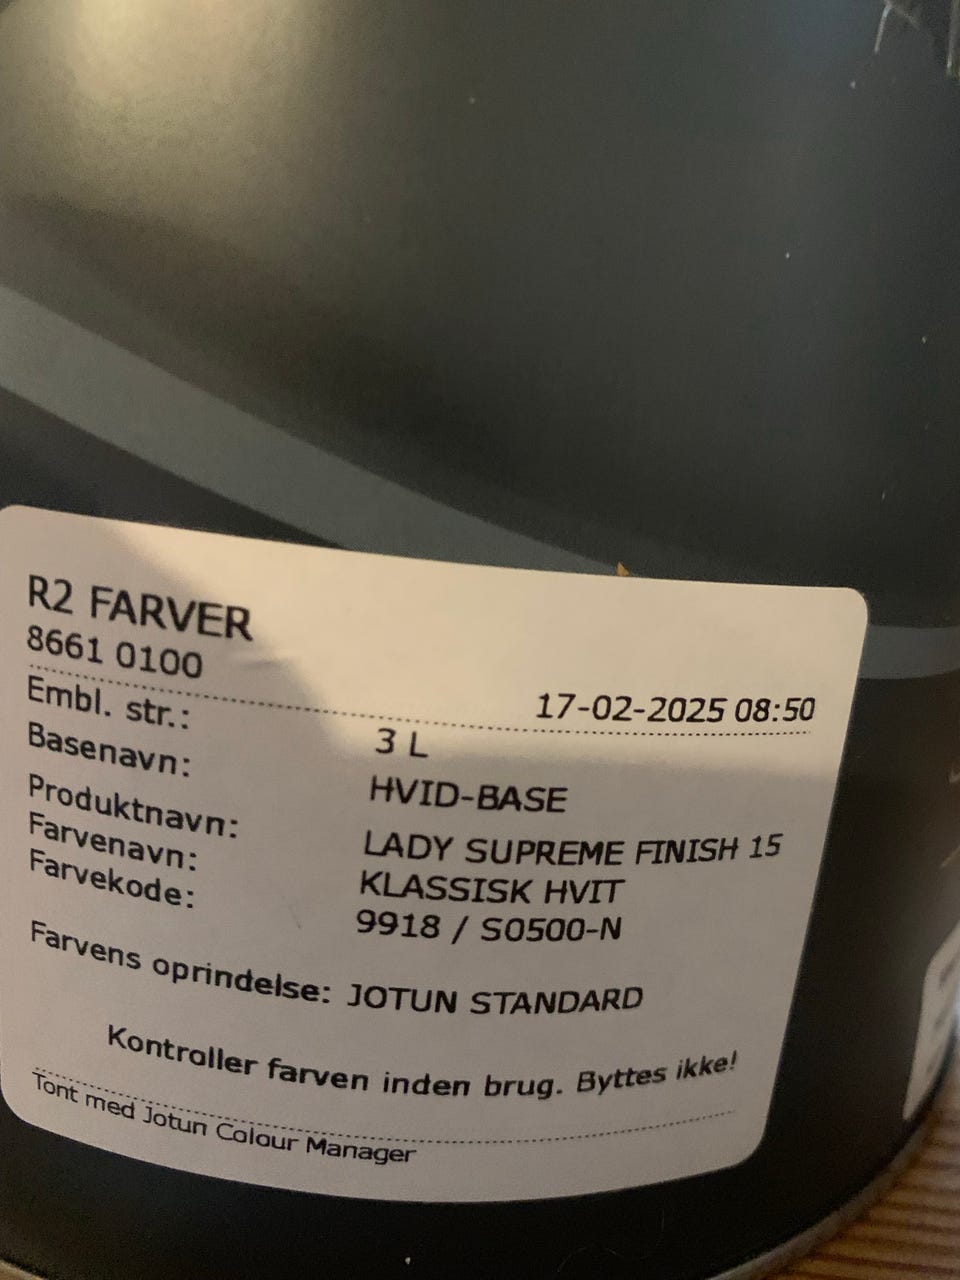 R2 FARVER
8661 0100
17-02-2025 08:50
Embl. str.: 3 L
Basenavn: HVID-BASE
Produktnavn: LADY SUPREME FINISH 15
Farvenavn: KLASSISK HVIT
Farvekode: 9918 / S0500-N
Farvens oprindelse: JOTUN STANDARD
Kontroller farven inden brug. Byttes ikke!
Tont med Jotun Colour Manager